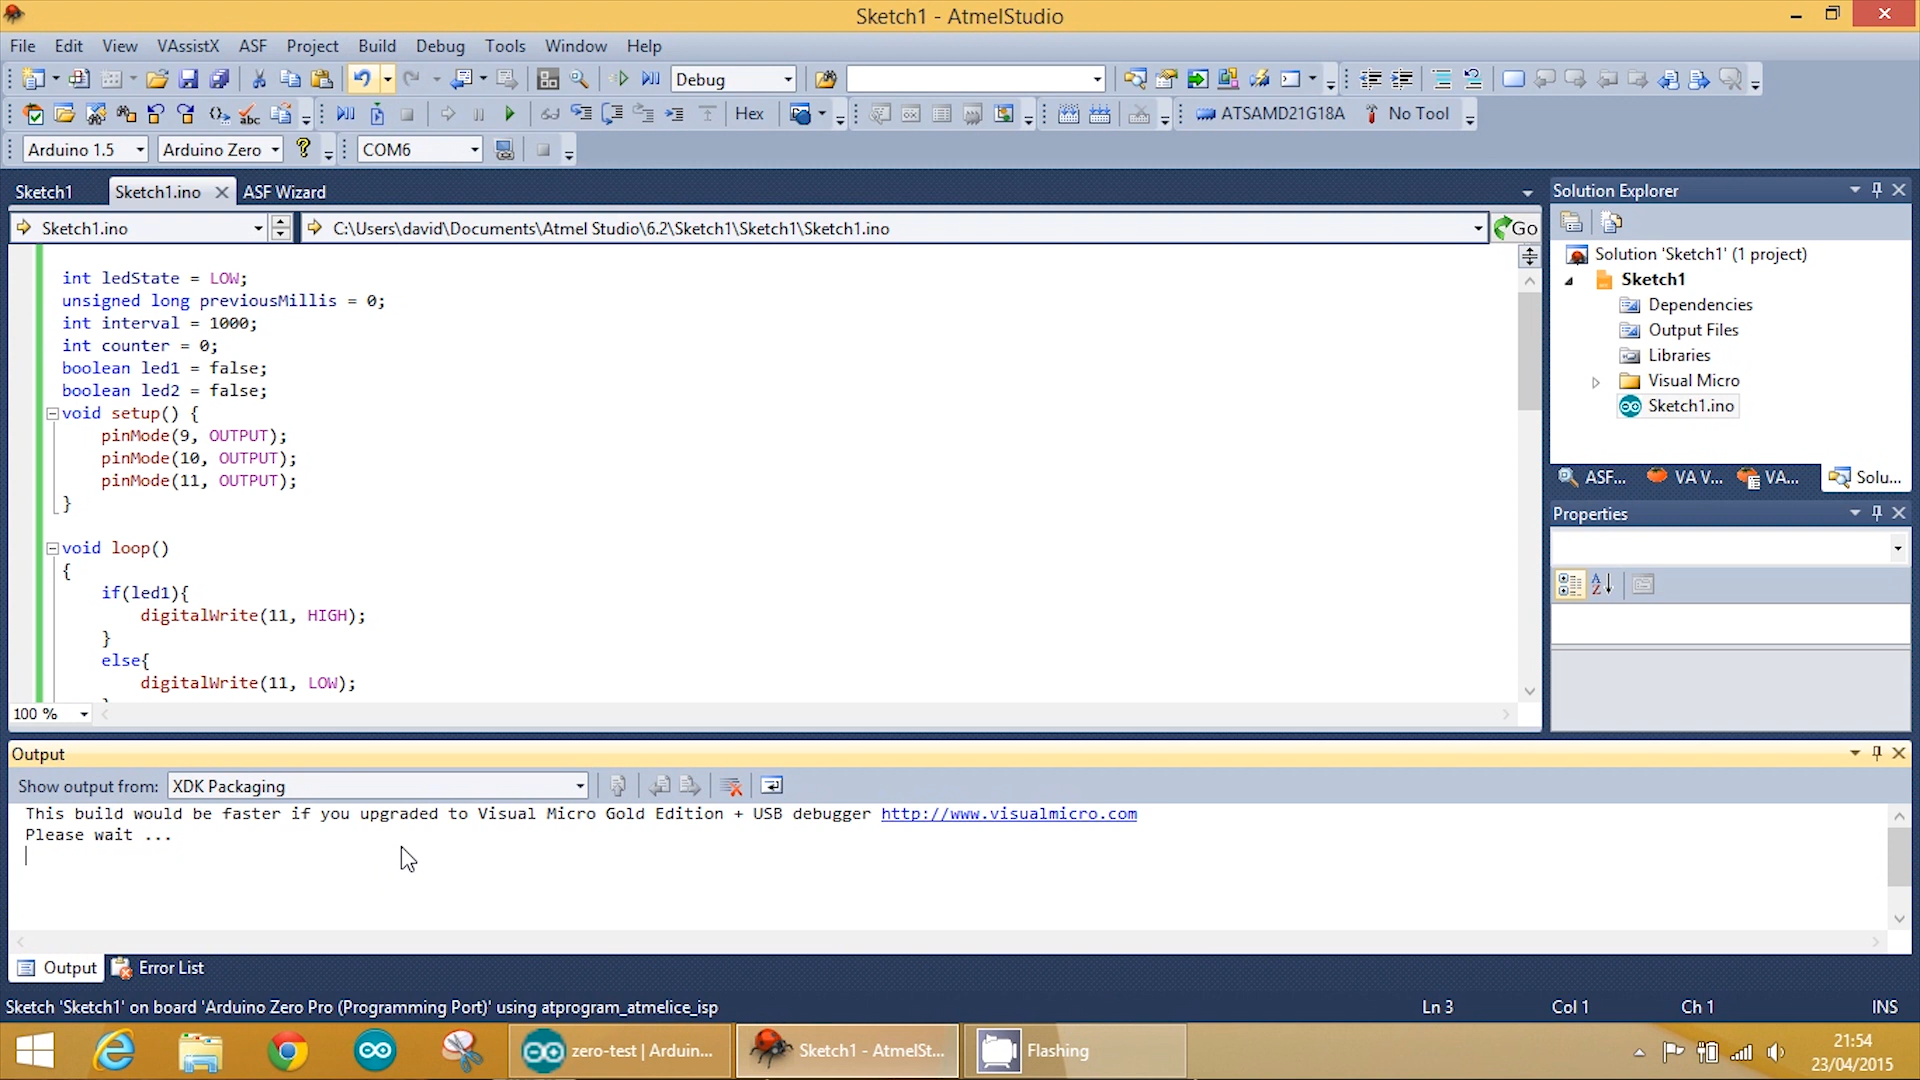 Sketch1 - AtmelStudio
File Edit View VAssistX ASF Project Build Debug Tools Window Help
Debug
Hex
ATSAMD21G18A
No Tool
Arduino 1.5
Arduino Zero
COM6
Sketch1
Sketch1.ino
ASF Wizard
Sketch1.ino
C:\Users\david\Documents\Atmel Studio\6.2\Sketch1\Sketch1\Sketch1.ino
Go
int ledState = LOW;
unsigned long previousMillis = 0;
int interval = 1000;
int counter = 0;
boolean led1 = false;
boolean led2 = false;
void setup() {
pinMode(9, OUTPUT);
pinMode(10, OUTPUT);
pinMode(11, OUTPUT);
}
void loop()
{
if(led1){
digitalWrite(11, HIGH);
}
else{
digitalWrite(11, LOW);
100 %
Solution Explorer
Solution 'Sketch1' (1 project)
Sketch1
Dependencies
Output Files
Libraries
Visual Micro
Sketch1.ino
ASF...
VA V...
VA...
Solu...
Properties
Output
Show output from: XDK Packaging
This build would be faster if you upgraded to Visual Micro Gold Edition + USB debugger http://www.visualmicro.com
Please wait ...
Output
Error List
Sketch 'Sketch1' on board 'Arduino Zero Pro (Programming Port)' using atprogram_atmelice_isp
Ln 3
Col 1
Ch 1
INS
zero-test | Arduin...
Sketch1 - AtmelSt...
Flashing
21:54
23/04/2015